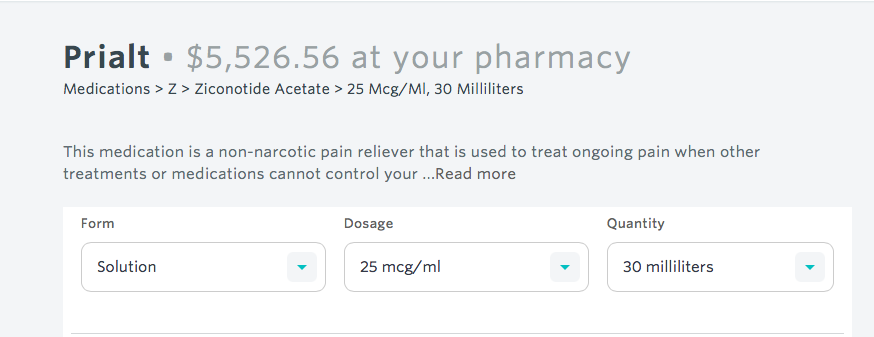 Prialt • $5,526.56 at your pharmacy
Medications > Z > Ziconotide Acetate > 25 Mcg/Ml, 30 Milliliters
This medication is a non-narcotic pain reliever that is used to treat ongoing pain when other
treatments or medications cannot control your ...Read more
Form Dosage Quantity
Solution 25 mcg/ml 30 milliliters